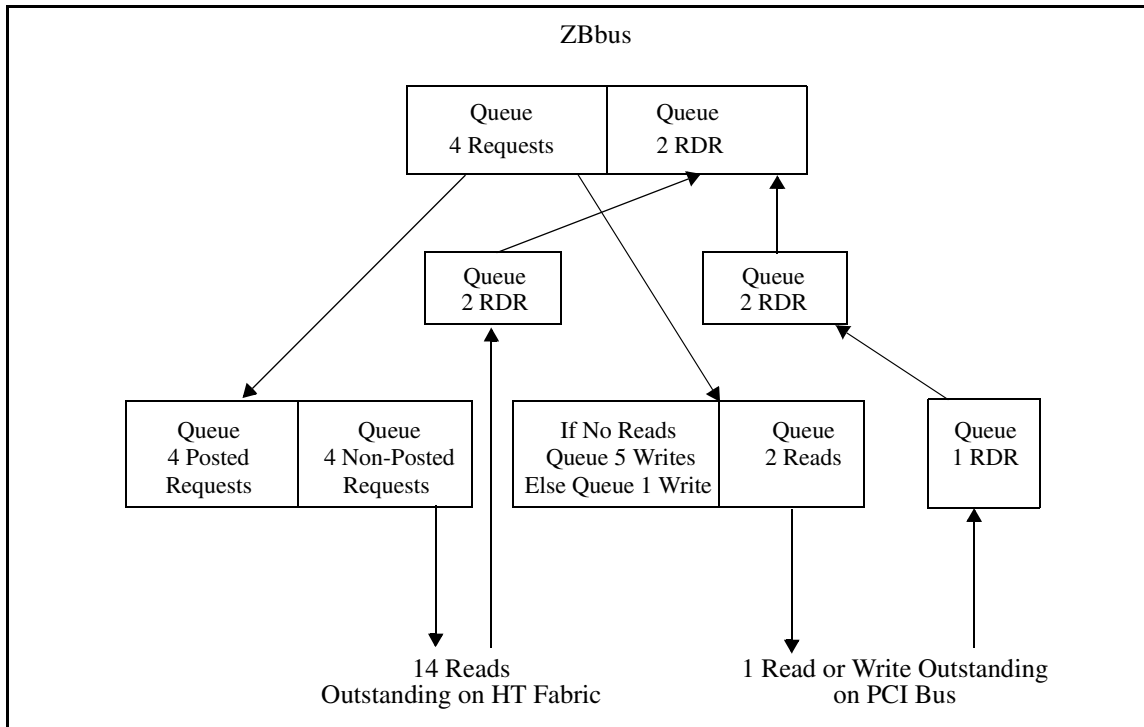 ZBbus
Queue
4 Requests
Queue
2 RDR
Queue
2 RDR
Queue
2 RDR
Queue
4 Posted
Requests
Queue
4 Non-Posted
Requests
If No Reads
Queue 5 Writes
Else Queue 1 Write
Queue
2 Reads
Queue
1 RDR
14 Reads
Outstanding on HT Fabric
1 Read or Write Outstanding
on PCI Bus